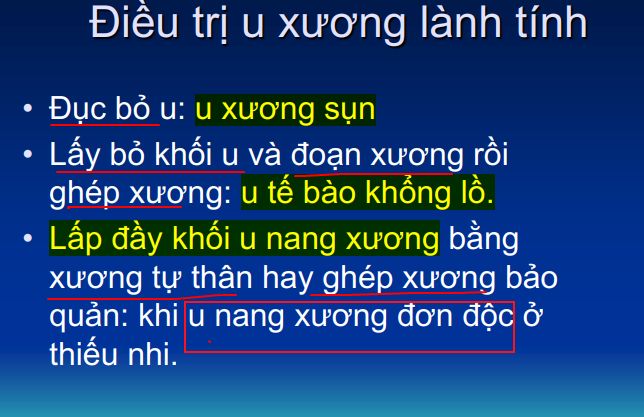 Điều trị u xương lành tính
• Đục bỏ u: u xương sụn
• Lấy bỏ khối u và đoạn xương rồi
ghép xương: u tế bào khổng lồ.
• Lấp đầy khối u nang xương bằng
xương tự thân hay ghép xương bảo
quản: khi u nang xương đơn độc ở
thiếu nhi.